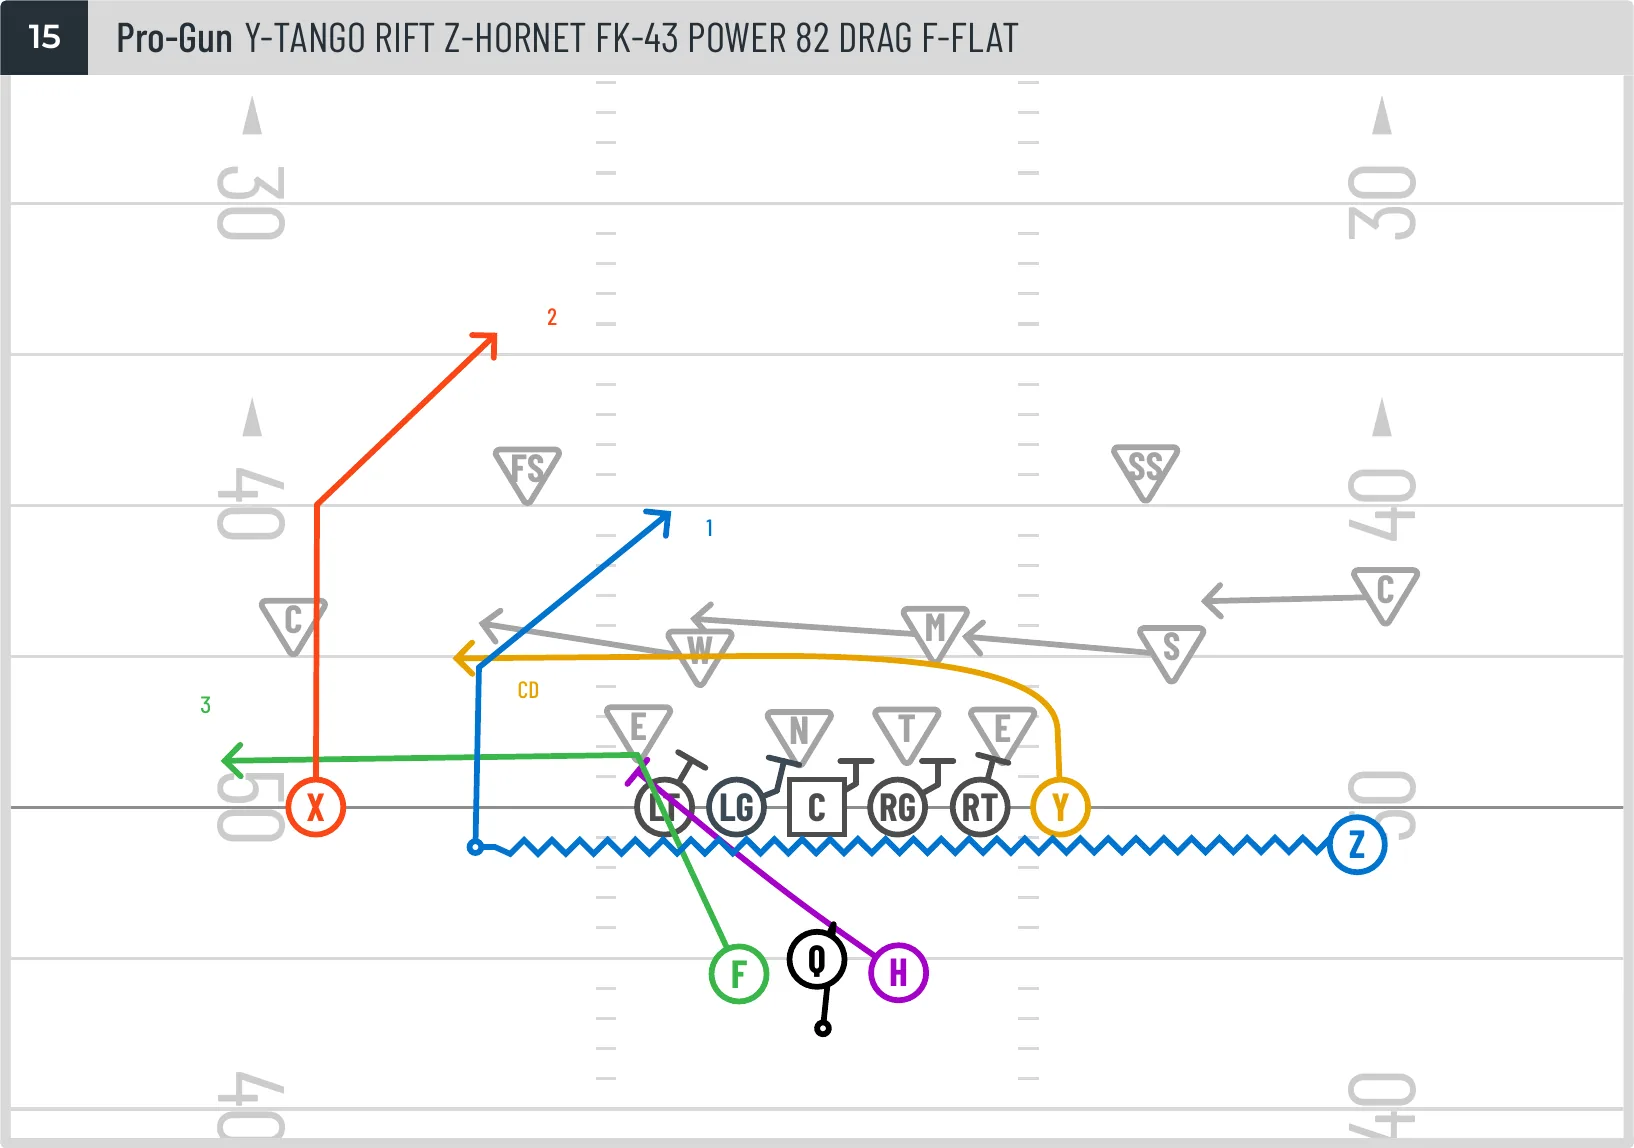 15 Pro-Gun Y-TANGO RIFT Z-HORNET FK-43 POWER 82 DRAG F-FLAT
30 30
2
FS SS
40 40
1
C C
W M S
CD
3
E N T E
50 50
X LT LG C RG RT Y
Z
F Q H
40 40